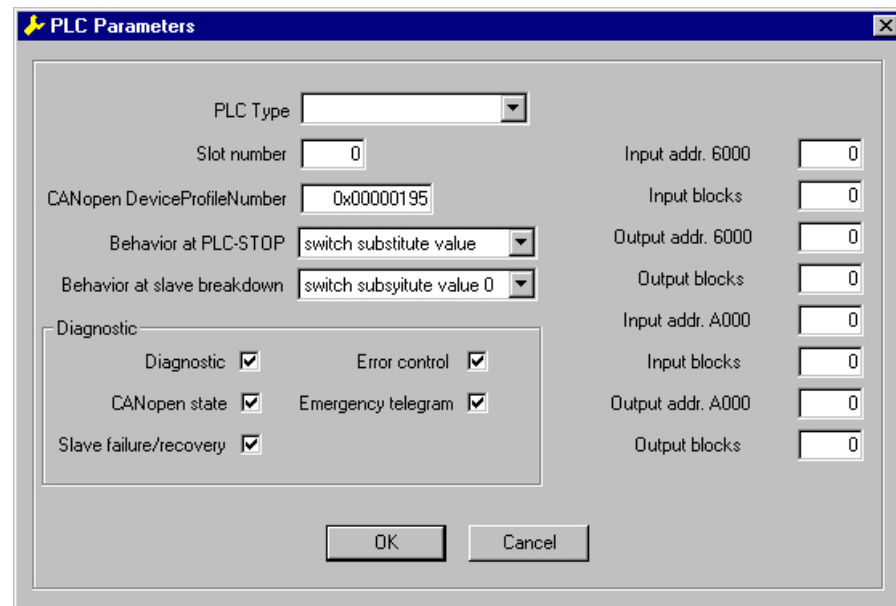 PLC Parameters
PLC Type
Slot number 0
CANopen DeviceProfileNumber 0x00000195
Behavior at PLC-STOP switch substitute value
Behavior at slave breakdown switch subsyitute value 0
Diagnostic
Diagnostic Error control
CANopen state Emergency telegram
Slave failure/recovery
Input addr. 6000 0
Input blocks 0
Output addr. 6000 0
Output blocks 0
Input addr. A000 0
Input blocks 0
Output addr. A000 0
Output blocks 0
OK Cancel